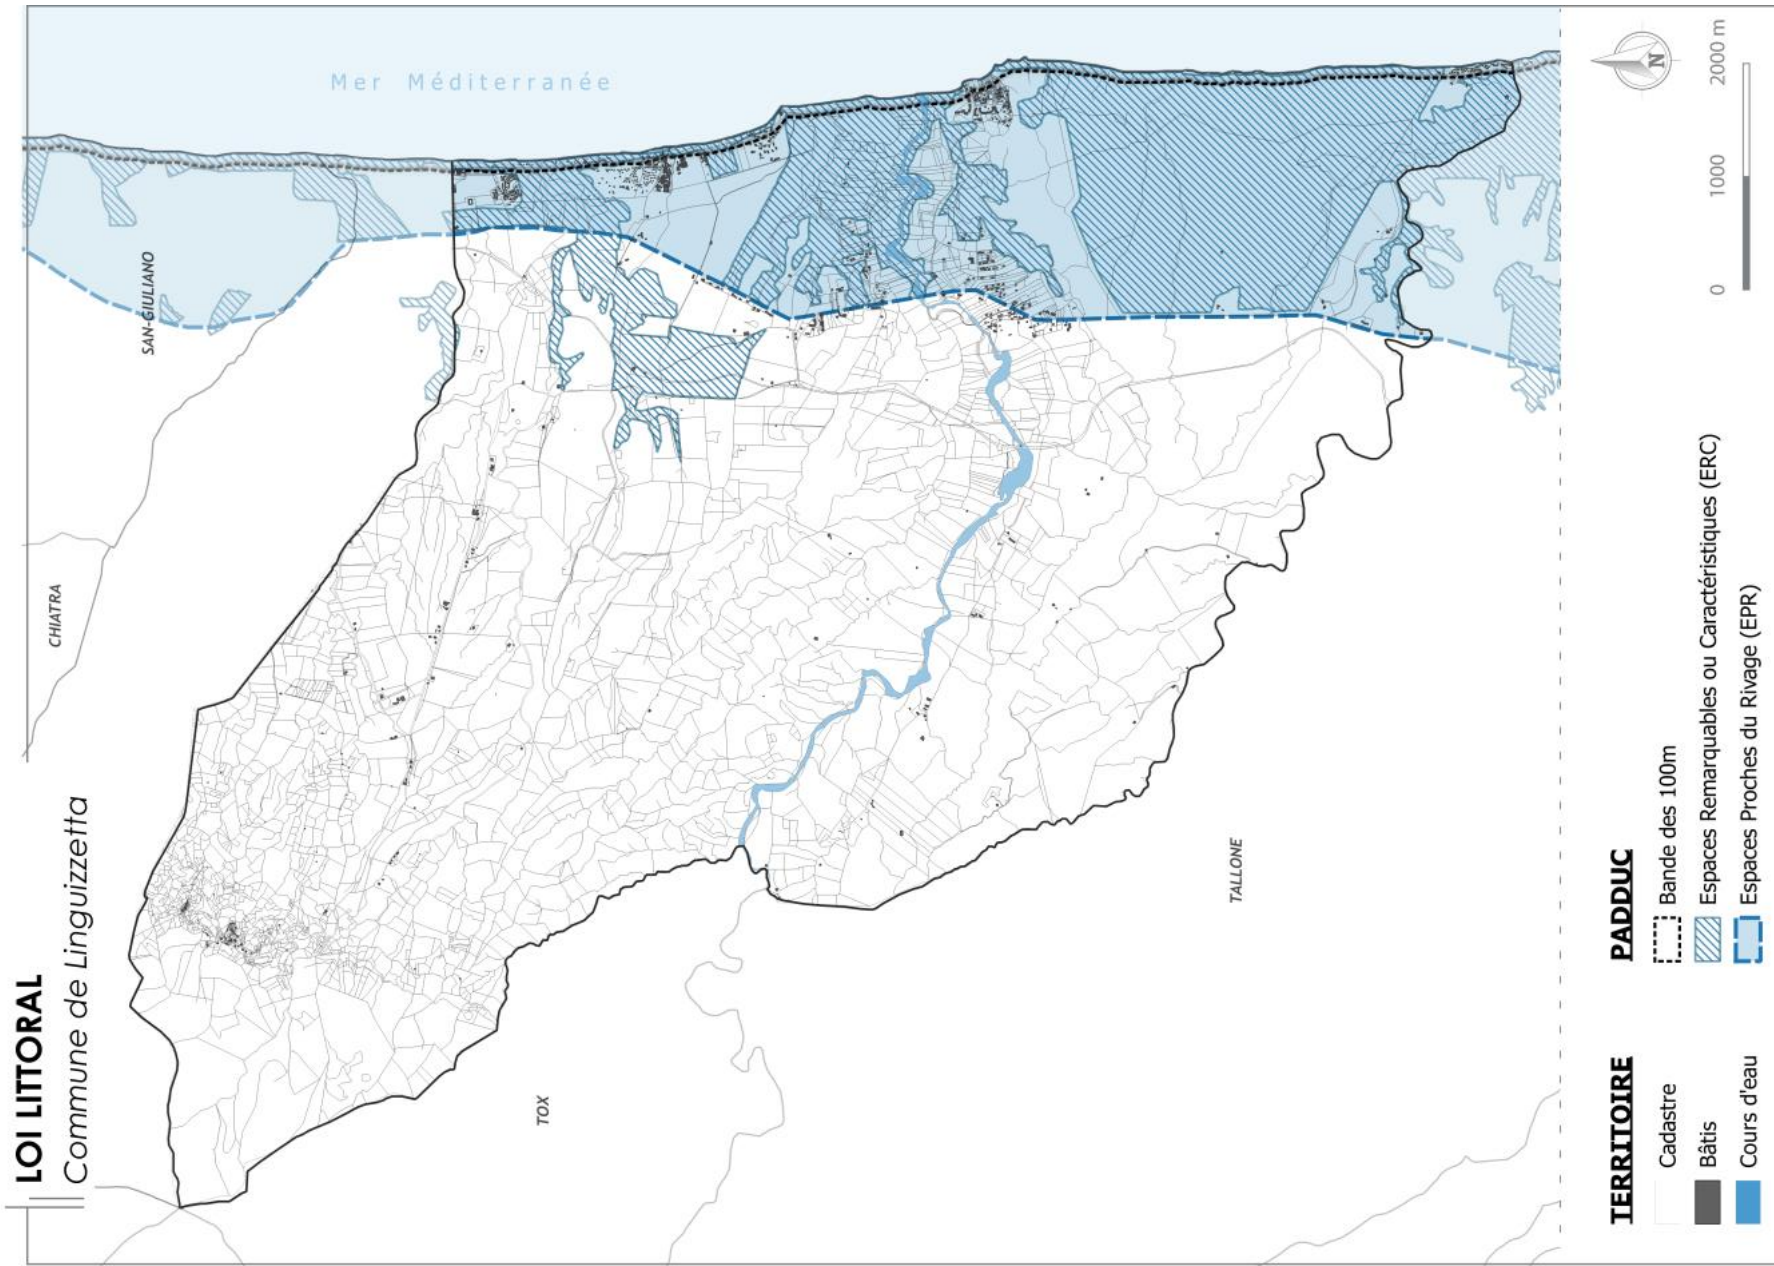 LOI LITTORAL
Commune de Linguizzetta
Mer Méditerranée
SAN-GIULIANO
CHIATRA
TOX
TALLONE
TERRITOIRE
Cadastre
Bâtis
Cours d'eau
PADDUC
Bande des 100m
Espaces Remarquables ou Caractéristiques (ERC)
Espaces Proches du Rivage (EPR)
N
0 1000 2000 m